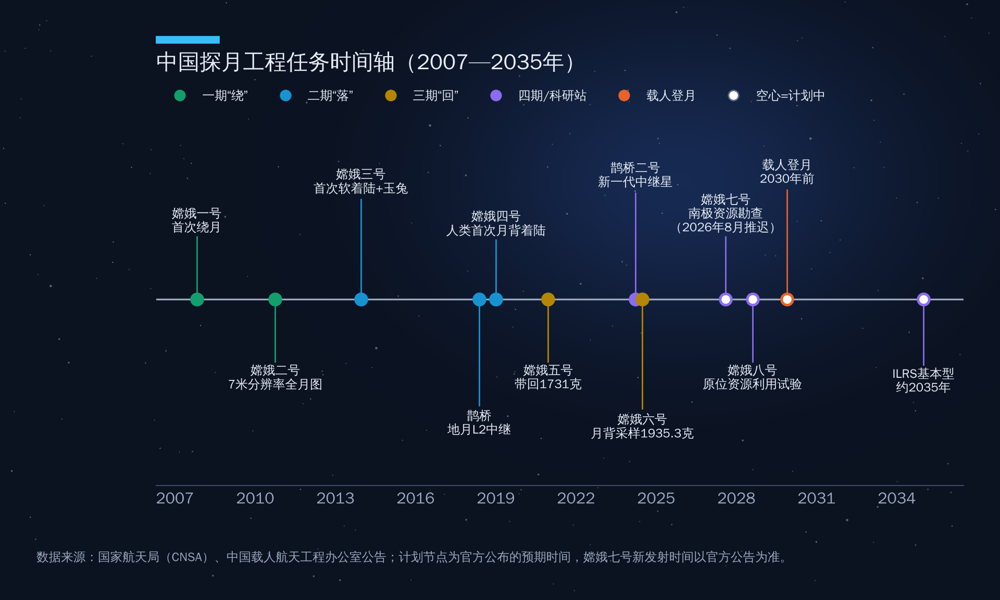 中国探月工程任务时间轴（2007—2035年）
一期“绕”
二期“落”
三期“回”
四期/科研站
载人登月
空心=计划中
嫦娥一号
首次绕月
嫦娥三号
首次软着陆+玉兔
嫦娥四号
人类首次月背着陆
鹊桥二号
新一代中继星
嫦娥七号
南极资源勘查
（2026年8月推迟）
载人登月
2030年前
嫦娥二号
7米分辨率全月图
鹊桥
地月L2中继
嫦娥五号
带回1731克
嫦娥六号
月背采样1935.3克
嫦娥八号
原位资源利用试验
ILRS基本型
约2035年
2007
2010
2013
2016
2019
2022
2025
2028
2031
2034
数据来源：国家航天局（CNSA）、中国载人航天工程办公室公告；计划节点为官方公布的预期时间，嫦娥七号新发射时间以官方公告为准。